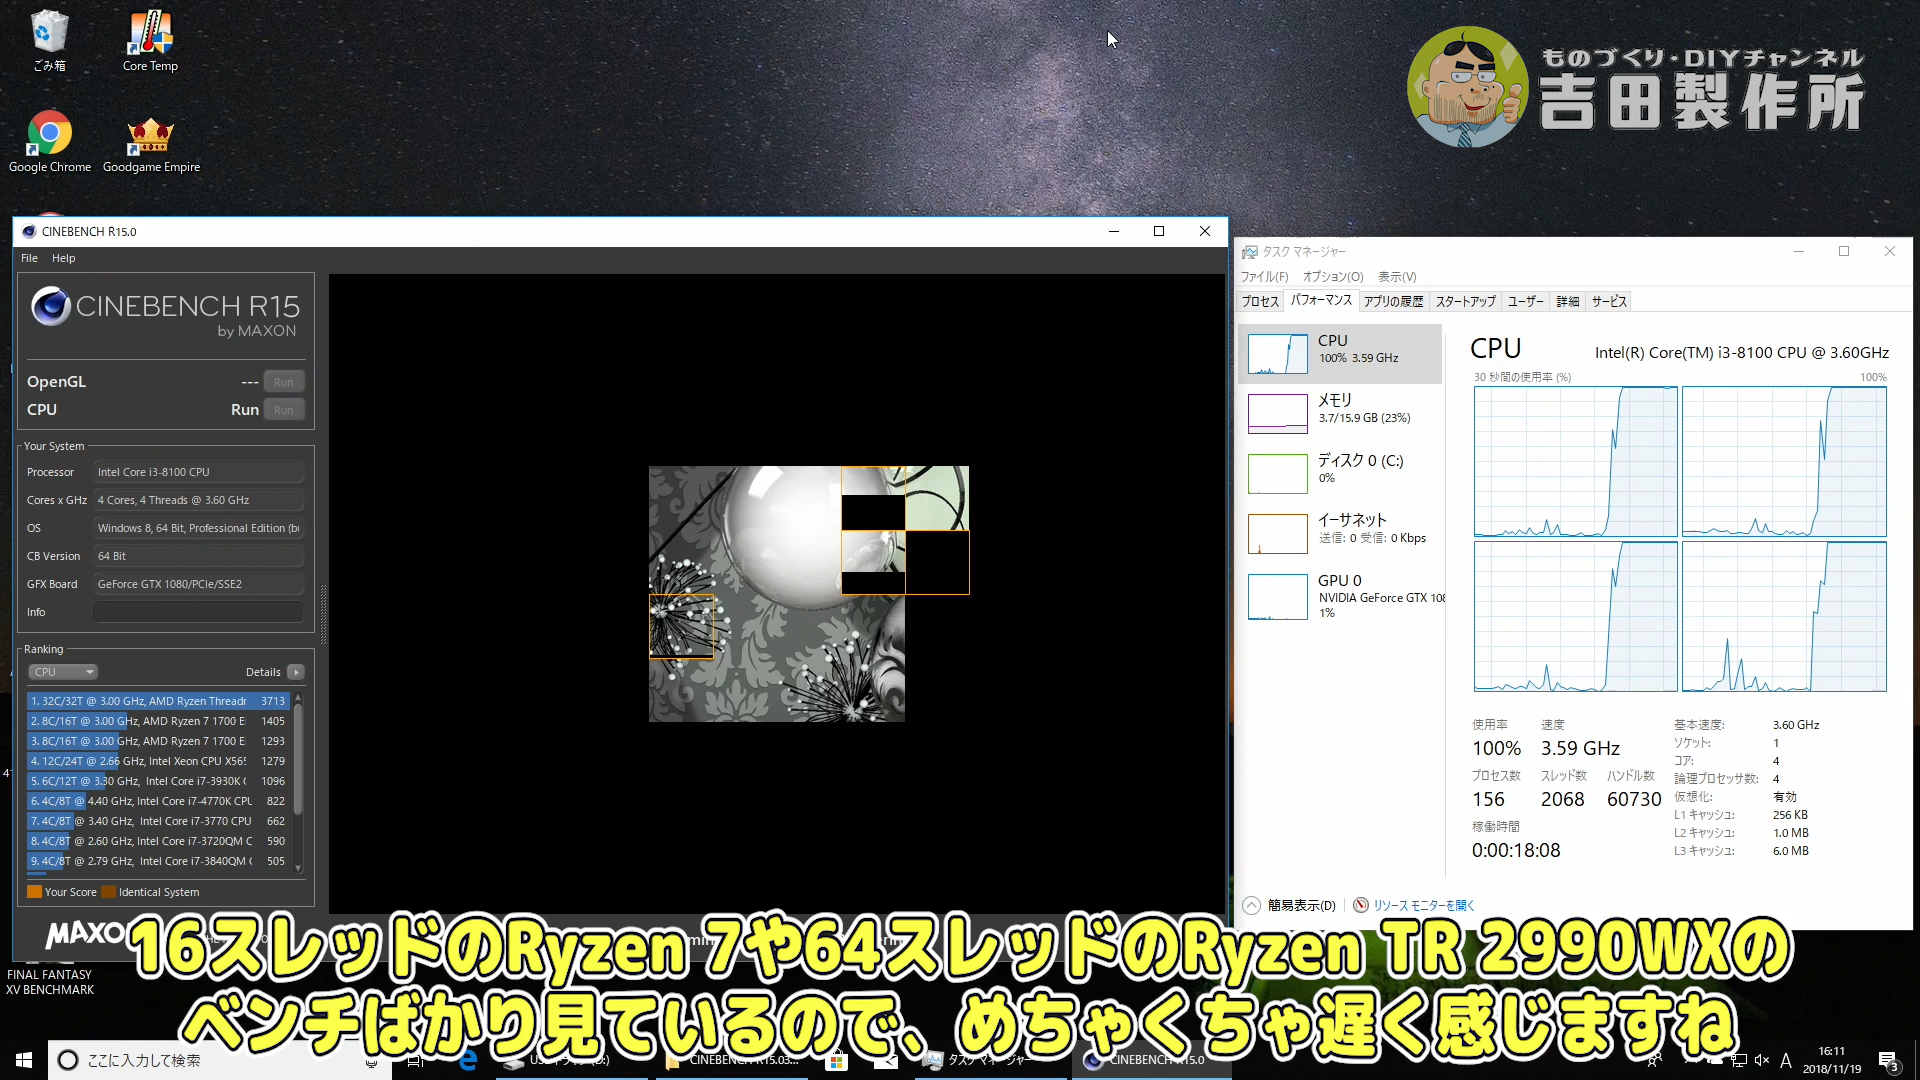 ごみ箱
Core Temp
Google Chrome
Goodgame Empire
ものづくり・DIYチャンネル
吉田製作所
CINEBENCH R15.0
File Help
CINEBENCH R15
by MAXON
OpenGL --- Run
CPU Run Run
Your System
Processor Intel Core i3-8100 CPU
Cores x GHz 4 Cores, 4 Threads @ 3.60 GHz
OS Windows 8, 64 Bit, Professional Edition (bu
CB Version 64 Bit
GFX Board GeForce GTX 1080/PCIe/SSE2
Info
Ranking
CPU Details
1. 32C/32T @ 3.00 GHz, AMD Ryzen Threadr 3713
2. 8C/16T @ 3.00 GHz, AMD Ryzen 7 1700 Ei 1405
3. 8C/16T @ 3.00 GHz, AMD Ryzen 7 1700 Ei 1293
4. 12C/24T @ 2.66 GHz, Intel Xeon CPU X565 1279
5. 6C/12T @ 3.30 GHz, Intel Core i7-3930K C 1096
6. 4C/8T @ 4.40 GHz, Intel Core i7-4770K CPU 822
7. 4C/8T @ 3.40 GHz, Intel Core i7-3770 CPU 662
8. 4C/8T @ 2.60 GHz, Intel Core i7-3720QM C 590
9. 4C/8T @ 2.79 GHz, Intel Core i7-3840QM C 505
Your Score Identical System
タスク マネージャー
ファイル(F) オプション(O) 表示(V)
プロセス パフォーマンス アプリの履歴 スタートアップ ユーザー 詳細 サービス
CPU
100% 3.59 GHz
メモリ
3.7/15.9 GB (23%)
ディスク 0 (C:)
0%
イーサネット
送信: 0 受信: 0 Kbps
GPU 0
NVIDIA GeForce GTX 108
1%
CPU Intel(R) Core(TM) i3-8100 CPU @ 3.60GHz
30 秒間の使用率 (%) 100%
使用率 速度
100% 3.59 GHz
プロセス数 スレッド数 ハンドル数
156 2068 60730
稼働時間
0:00:18:08
基本速度: 3.60 GHz
ソケット: 1
コア: 4
論理プロセッサ数: 4
仮想化: 有効
L1 キャッシュ: 256 KB
L2 キャッシュ: 1.0 MB
L3 キャッシュ: 6.0 MB
簡易表示(D) リソース モニターを開く
MAXO
16スレッドのRyzen 7や64スレッドのRyzen TR 2990WXの
ベンチばかり見ているので、めちゃくちゃ遅く感じますね
FINAL FANTASY
XV BENCHMARK
ここに入力して検索
CINEBENCH R15.03...
タスク マネージャー
CINEBENCH R15.0
A
16:11
2018/11/19
3